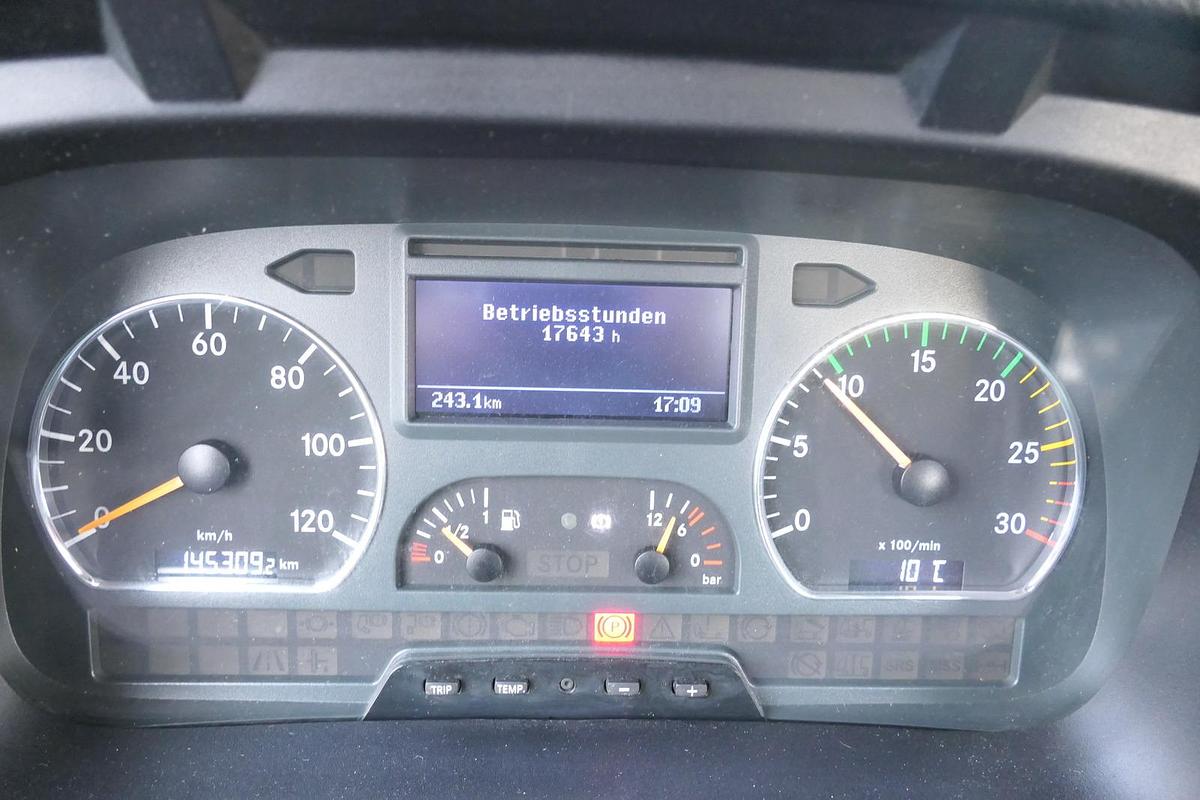 Betriebsstunden
17643 h
243.1km 17:09
0
20
40
60
80
100
120
km/h
145309.2 km
0
1/2
1
12
6
0
bar
STOP
0
5
10
15
20
25
30
x 100/min
10 °C
P
SRS
TRIP
TEMP.
−
+